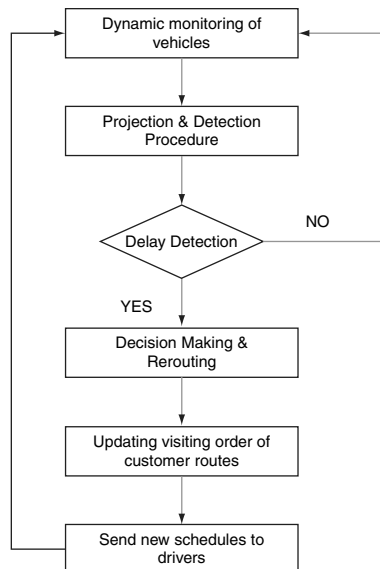 Dynamic monitoring of
vehicles
Projection & Detection
Procedure
Delay Detection
NO
YES
Decision Making &
Rerouting
Updating visiting order of
customer routes
Send new schedules to
drivers